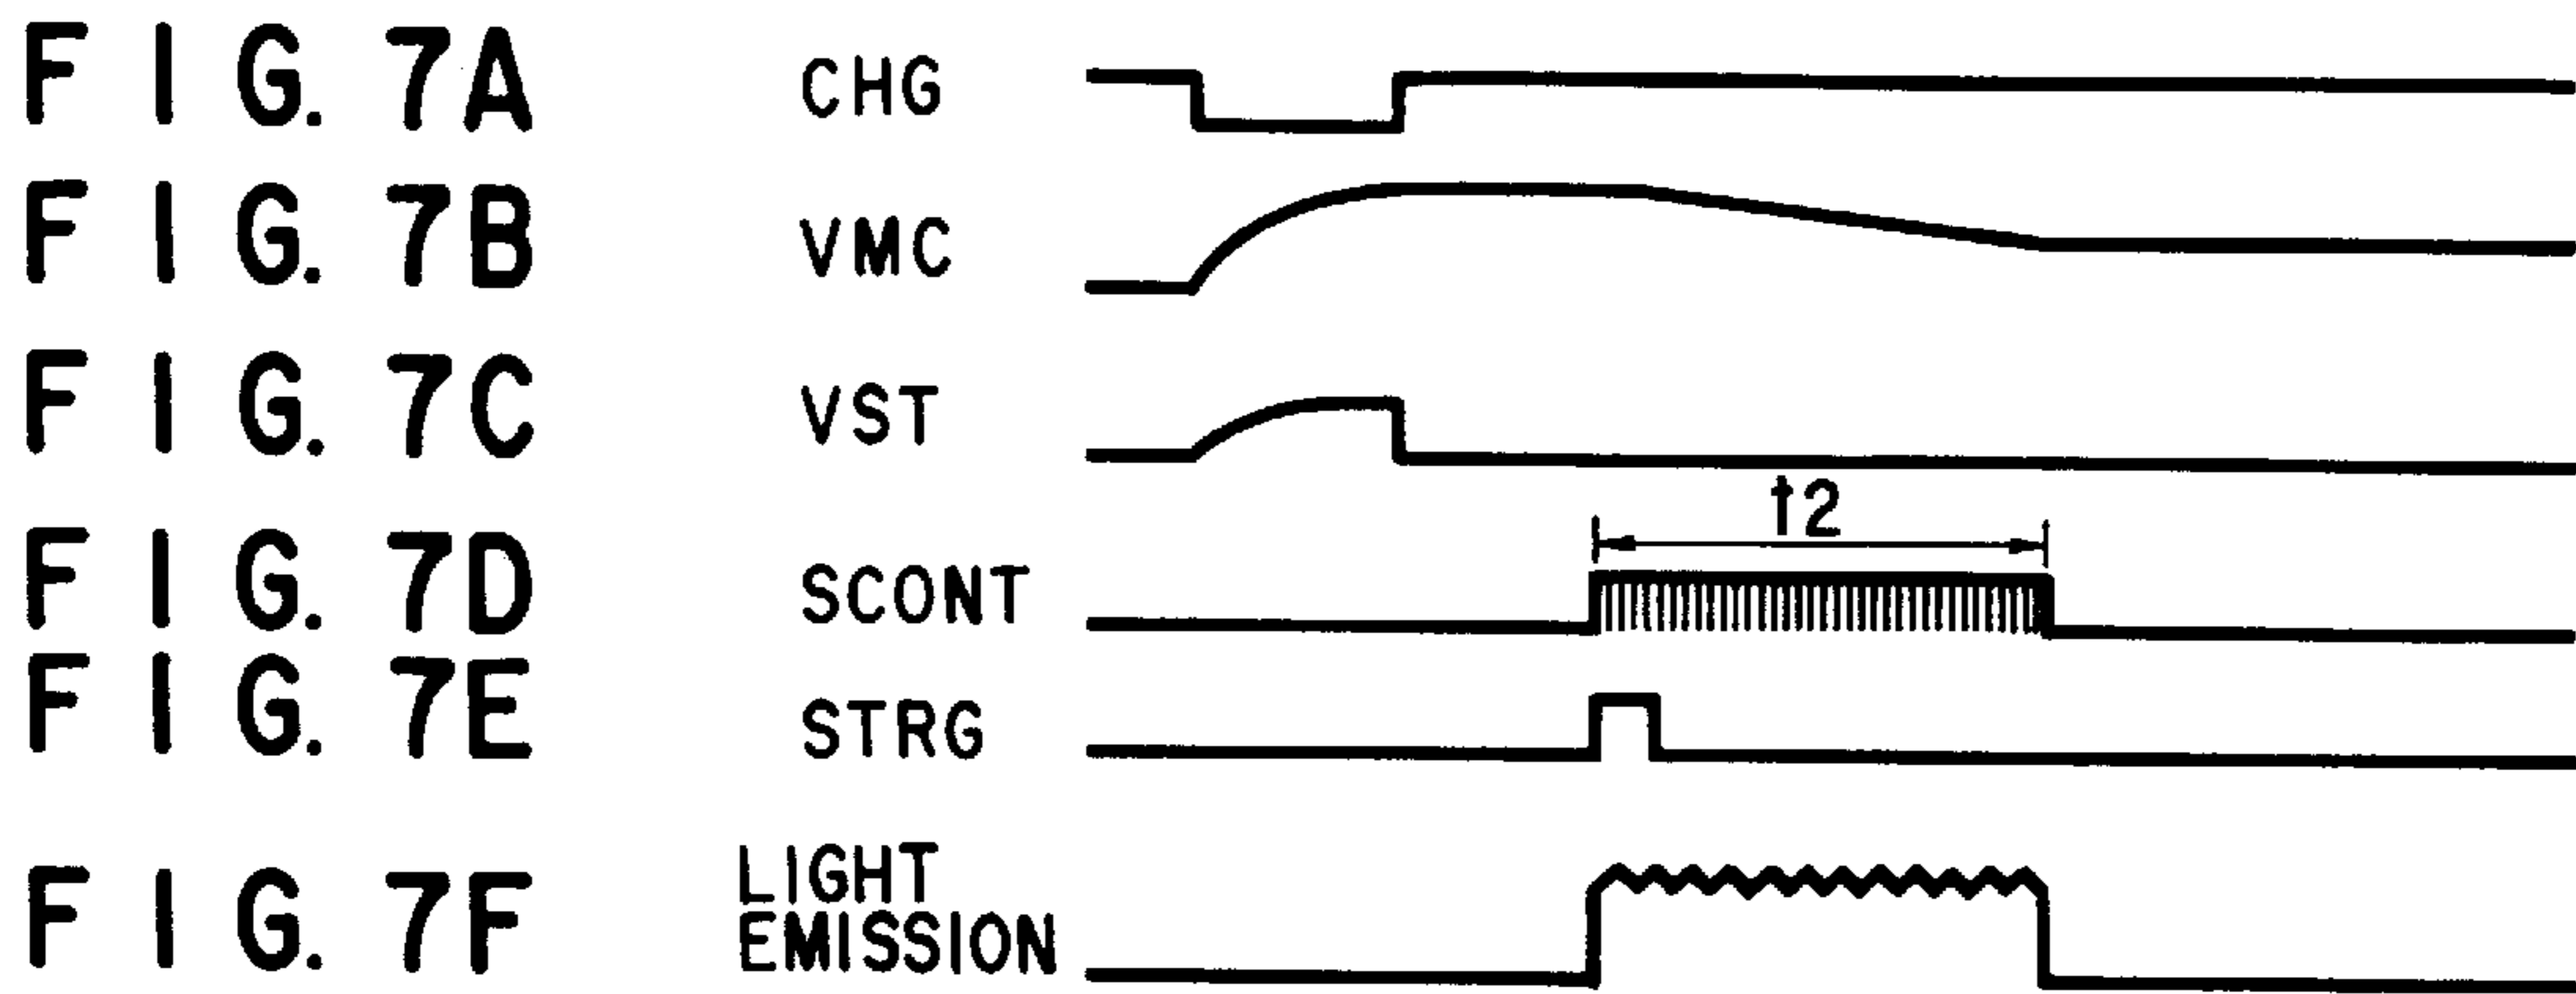 FIG. 7A CHG
FIG. 7B VMC
FIG. 7C VST
t2
FIG. 7D SCONT
FIG. 7E STRG
FIG. 7F LIGHT
EMISSION